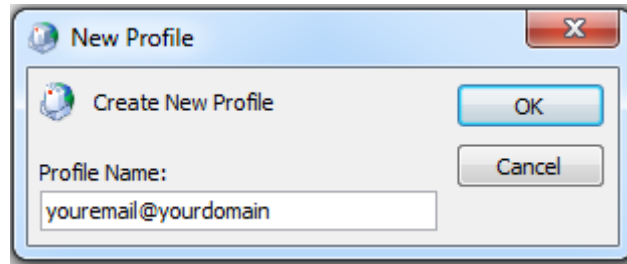 New Profile
Create New Profile
OK
Profile Name:
Cancel
youremail@yourdomain